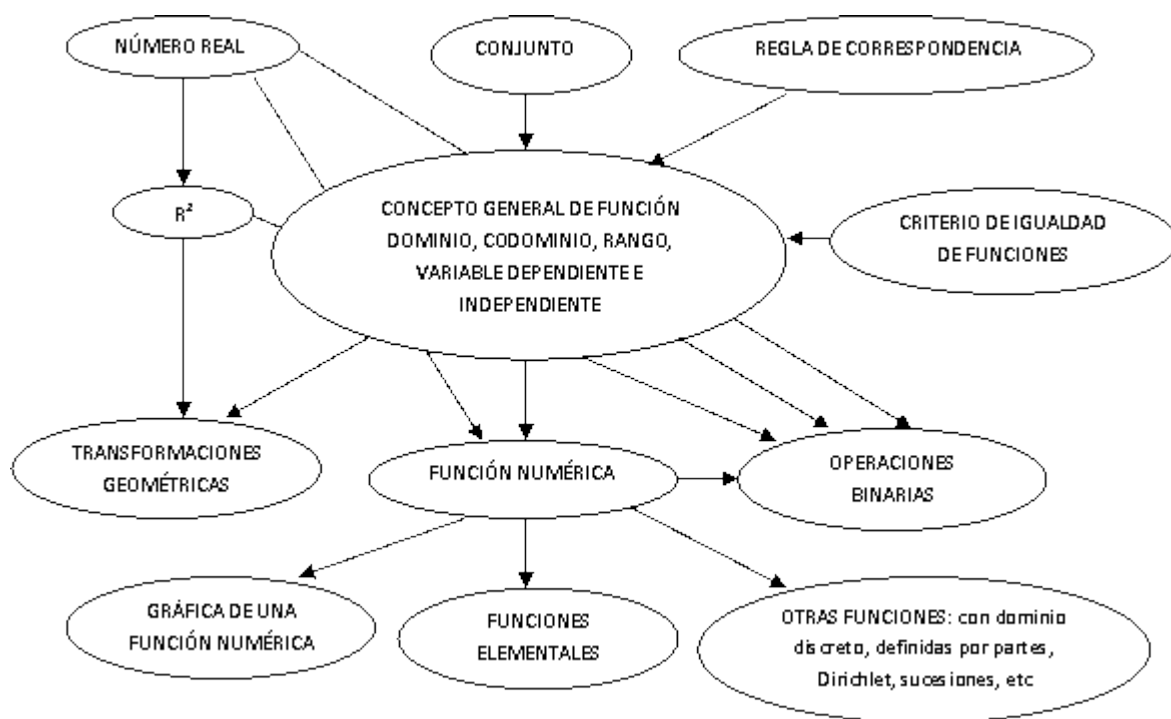 NÚMERO REAL
CONJUNTO
REGLA DE CORRESPONDENCIA
R²
CONCEPTO GENERAL DE FUNCIÓN
DOMINIO, CODOMINIO, RANGO,
VARIABLE DEPENDIENTE E
INDEPENDIENTE
CRITERIO DE IGUALDAD
DE FUNCIONES
TRANSFORMACIONES
GEOMÉTRICAS
FUNCIÓN NUMÉRICA
OPERACIONES
BINARIAS
GRÁFICA DE UNA
FUNCIÓN NUMÉRICA
FUNCIONES
ELEMENTALES
OTRAS FUNCIONES: con dominio
discreto, definidas por partes,
Dirichlet, sucesiones, etc